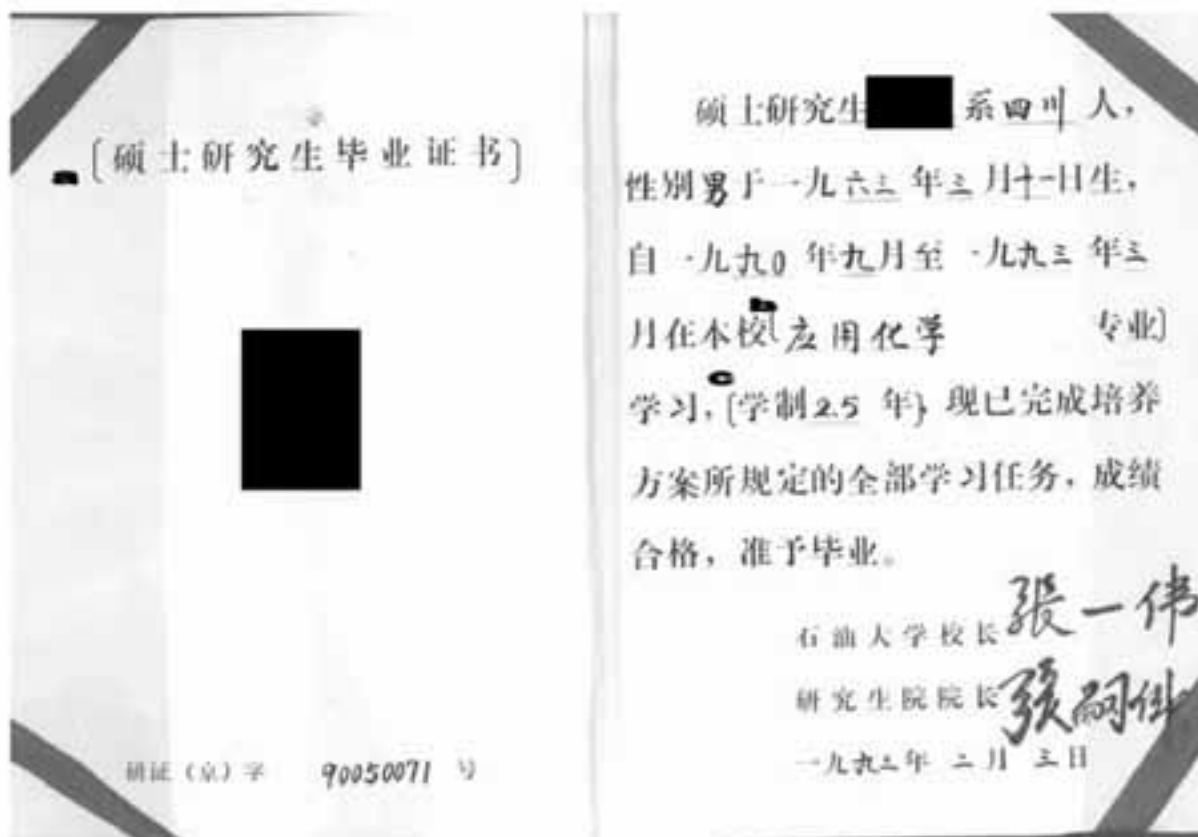 a [硕士研究生毕业证书]
研证（京）字 90050071 号
硕士研究生 系四川人，
性别男于一九六三年三月十一日生，
自一九九0年九月至一九九三年三
月在本校b[应用化学 专业]
学习，c[学制2.5年]现已完成培养
方案所规定的全部学习任务，成绩
合格，准予毕业。
石油大学校长 張一伟
研究生院院长
一九九三年二月三日